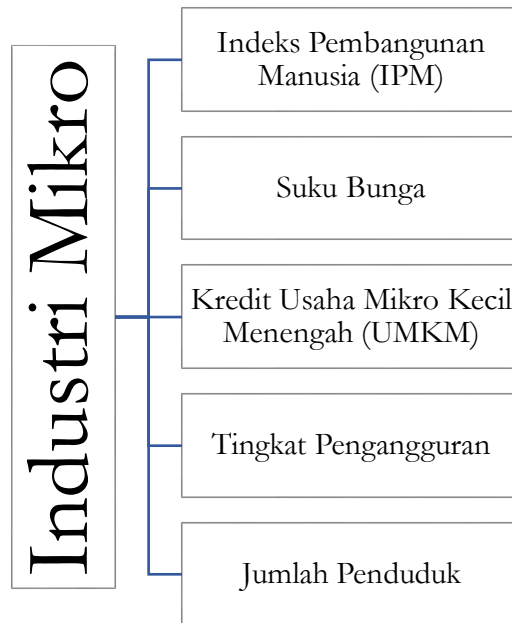 Industri Mikro
Indeks Pembangunan
Manusia (IPM)
Suku Bunga
Kredit Usaha Mikro Kecil
Menengah (UMKM)
Tingkat Pengangguran
Jumlah Penduduk